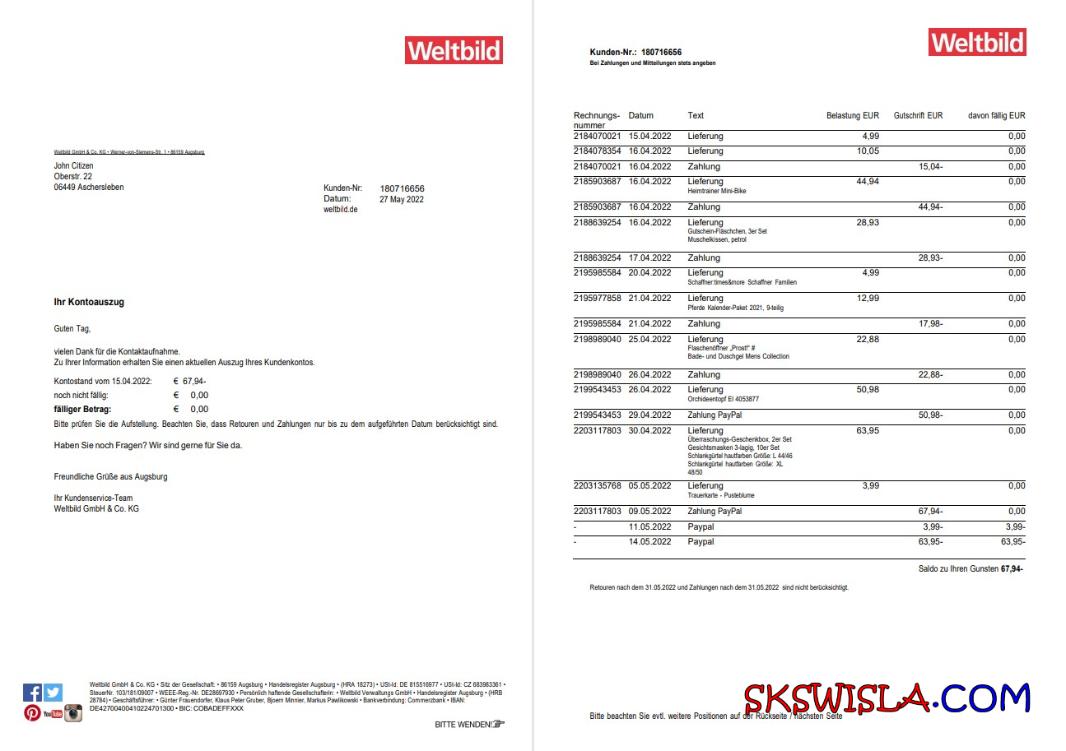 Weltbild
Weltbild GmbH & Co. KG • Werner-von-Siemens-Str. 1 • 86159 Augsburg
John Citizen
Oberstr. 22
06449 Aschersleben
Kunden-Nr: 180716656
Datum: 27 May 2022
weltbild.de
Ihr Kontoauszug
Guten Tag,
vielen Dank für die Kontaktaufnahme.
Zu Ihrer Information erhalten Sie einen aktuellen Auszug Ihres Kundenkontos.
Kontostand vom 15.04.2022: € 67,94-
noch nicht fällig: € 0,00
fälliger Betrag: € 0,00
Bitte prüfen Sie die Aufstellung. Beachten Sie, dass Retouren und Zahlungen nur bis zu dem aufgeführten Datum berücksichtigt sind.
Haben Sie noch Fragen? Wir sind gerne für Sie da.
Freundliche Grüße aus Augsburg
Ihr Kundenservice-Team
Weltbild GmbH & Co. KG
Weltbild GmbH & Co. KG • Sitz der Gesellschaft: • 86159 Augsburg • Handelsregister Augsburg • (HRA 18273) • USt-Id: DE 815516977 • USt-Id: CZ 683983361 •
SteuerNr. 103/181/09007 • WEEE-Reg.-Nr. DE28697930 • Persönlich haftende Gesellschafterin: • Weltbild Verwaltungs GmbH • Handelsregister Augsburg • (HRB
28784) • Geschäftsführer: • Günter Frauendorfer, Klaus Peter Gruber, Bjoern Minnier, Markus Pawlikowski • Bankverbindung: Commerzbank • IBAN:
DE42700400410224701300 • BIC: COBADEFFXXX
YouTube
BITTE WENDEN!
Weltbild
Kunden-Nr.: 180716656
Bei Zahlungen und Mitteilungen stets angeben
Rechnungs- Datum Text Belastung EUR Gutschrift EUR davon fällig EUR
nummer
2184070021 15.04.2022 Lieferung 4,99 0,00
2184078354 16.04.2022 Lieferung 10,05 0,00
2184070021 16.04.2022 Zahlung 15,04- 0,00
2185903687 16.04.2022 Lieferung 44,94 0,00
Heimtrainer Mini-Bike
2185903687 16.04.2022 Zahlung 44,94- 0,00
2188639254 16.04.2022 Lieferung 28,93 0,00
Gutschein-Fläschchen, 3er Set
Muschelkissen, petrol
2188639254 17.04.2022 Zahlung 28,93- 0,00
2195985584 20.04.2022 Lieferung 4,99 0,00
Schaffner:times&more Schaffner Familien
2195977858 21.04.2022 Lieferung 12,99 0,00
Pferde Kalender-Paket 2021, 9-teilig
2195985584 21.04.2022 Zahlung 17,98- 0,00
2198989040 25.04.2022 Lieferung 22,88 0,00
Flaschenöffner „Prost!" #
Bade- und Duschgel Mens Collection
2198989040 26.04.2022 Zahlung 22,88- 0,00
2199543453 26.04.2022 Lieferung 50,98 0,00
Orchideentopf EI 4053877
2199543453 29.04.2022 Zahlung PayPal 50,98- 0,00
2203117803 30.04.2022 Lieferung 63,95 0,00
Überraschungs-Geschenkbox, 2er Set
Gesichtsmasken 3-lagig, 10er Set
Schlankgürtel hautfarben Größe: L 44/46
Schlankgürtel hautfarben Größe: XL
48/50
2203135768 05.05.2022 Lieferung 3,99 0,00
Trauerkarte - Pusteblume
2203117803 09.05.2022 Zahlung PayPal 67,94- 0,00
- 11.05.2022 Paypal 3,99- 3,99-
- 14.05.2022 Paypal 63,95- 63,95-
Saldo zu Ihren Gunsten 67,94-
Retouren nach dem 31.05.2022 und Zahlungen nach dem 31.05.2022 sind nicht berücksichtigt.
Bitte beachten Sie evtl. weitere Positionen auf der Rückseite / nächsten Seite
SKSWISLA.COM